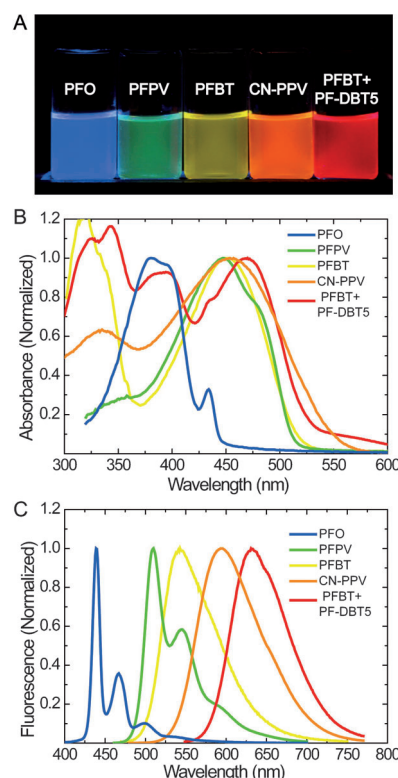 A
PFO PFPV PFBT CN-PPV PFBT+
PF-DBT5
B
Absorbance (Normalized)
1.2
1.0
0.8
0.6
0.4
0.2
PFO
PFPV
PFBT
CN-PPV
PFBT+
PF-DBT5
300 350 400 450 500 550 600
Wavelength (nm)
C
Fluorescence (Normalized)
1.2
1.0
0.8
0.6
0.4
0.2
PFO
PFPV
PFBT
CN-PPV
PFBT+
PF-DBT5
400 450 500 550 600 650 700 750 800
Wavelength (nm)